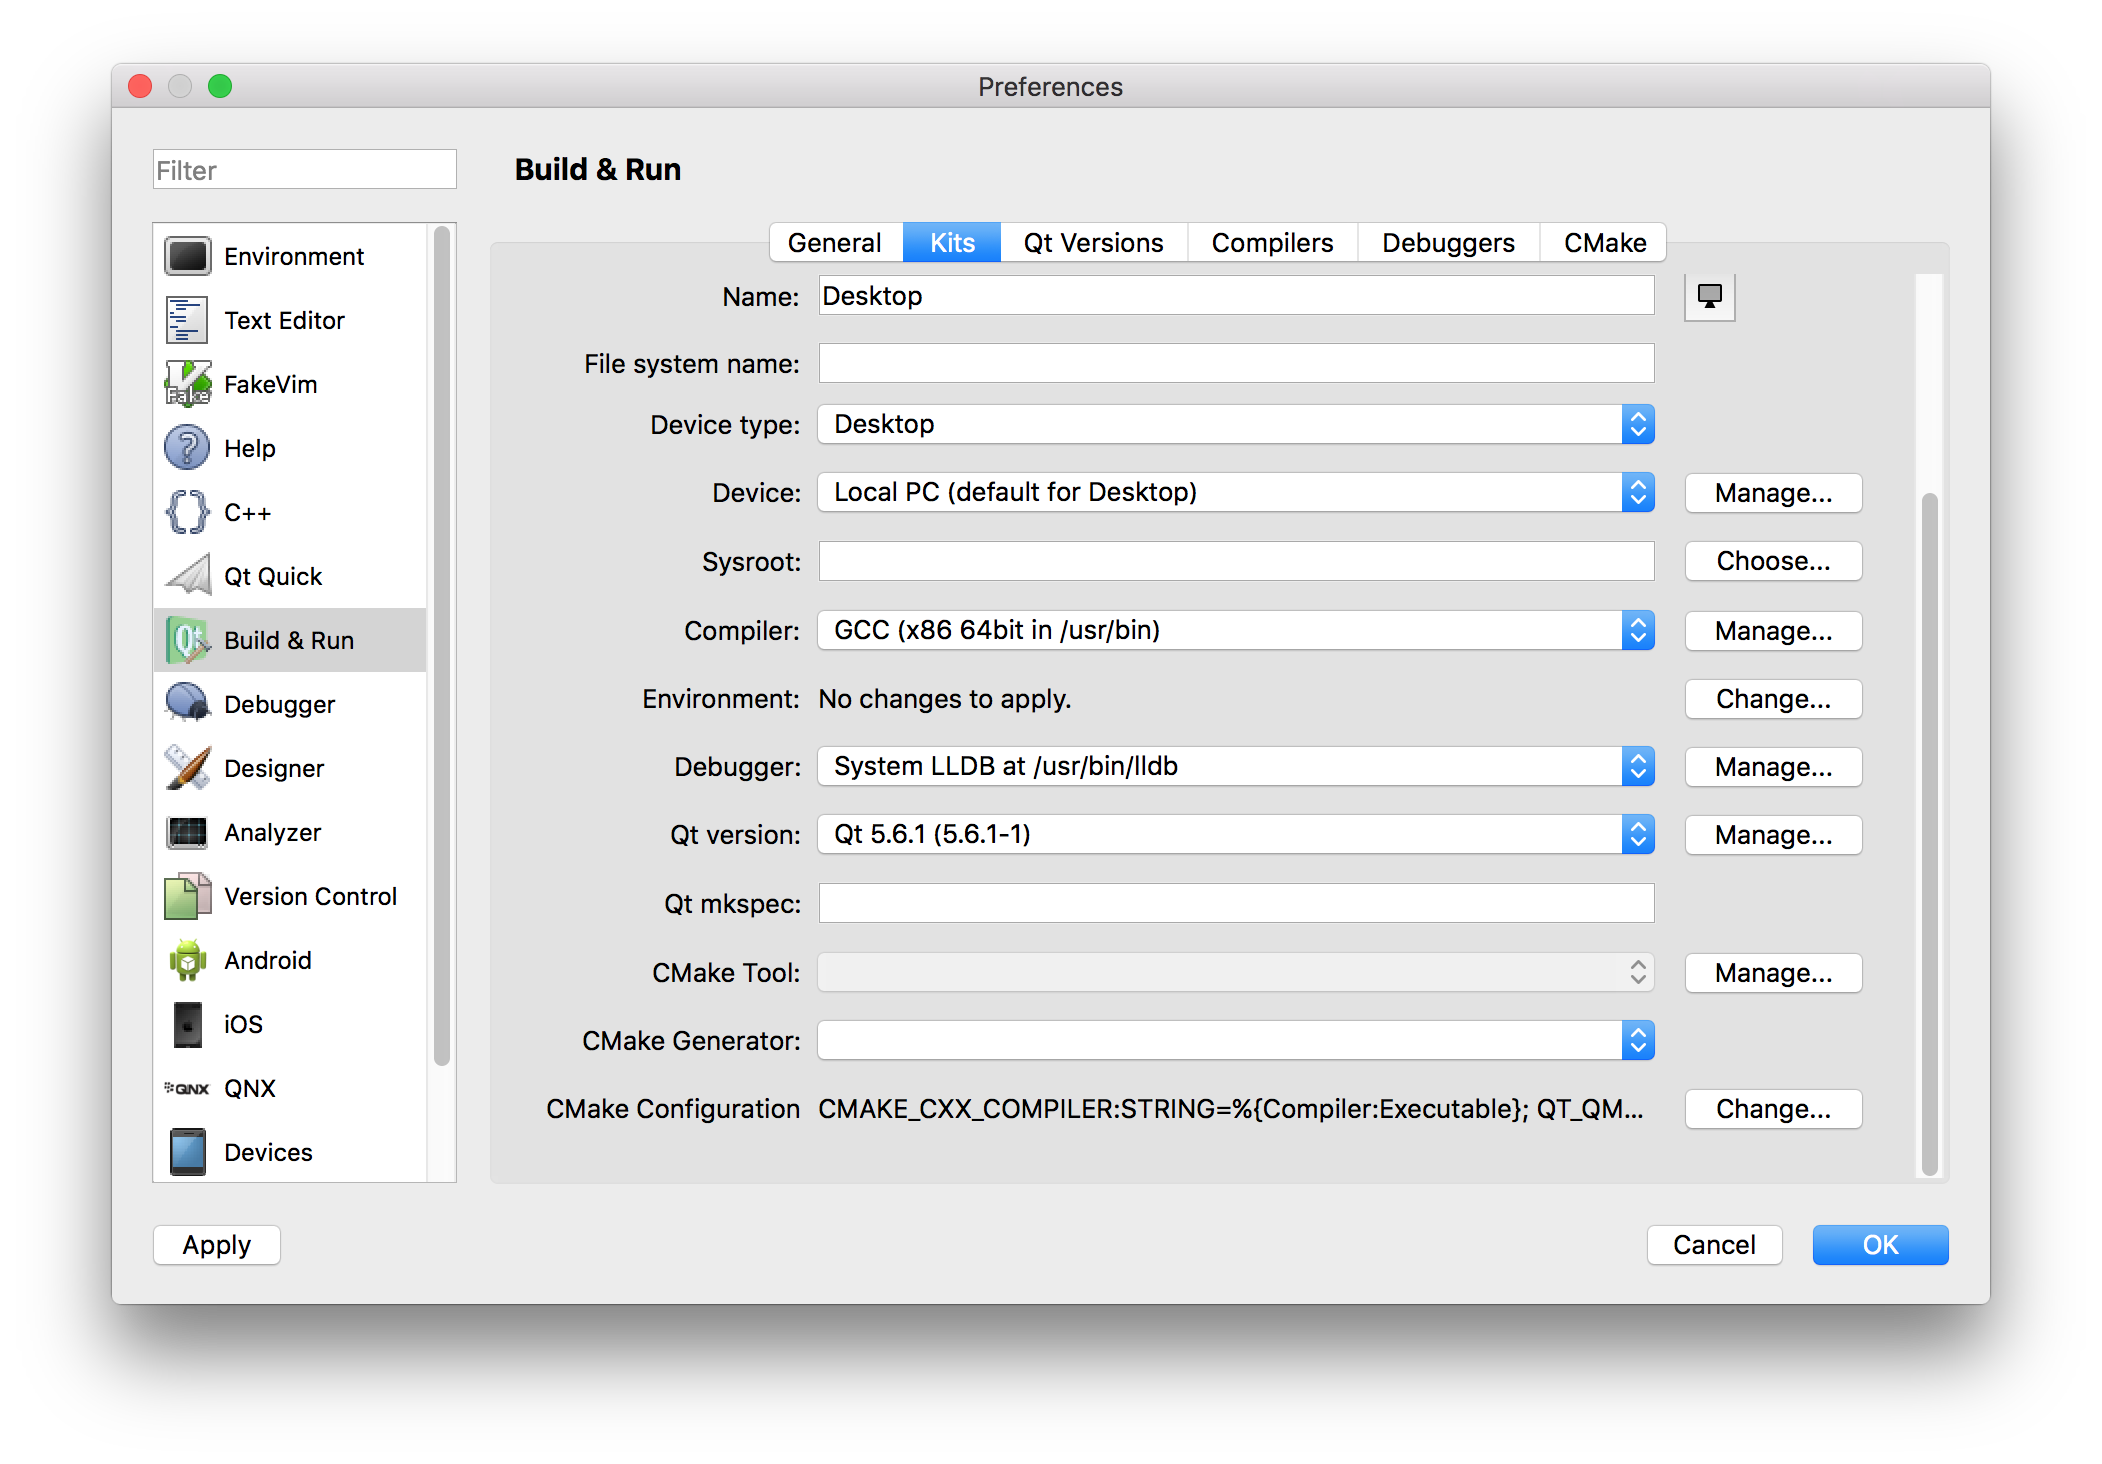 Preferences
Filter
Build & Run
Environment
Text Editor
FakeVim
Fake
Help
C++
Qt Quick
Build & Run
Debugger
Designer
Analyzer
Version Control
Android
iOS
QNX QNX
Devices
General Kits Qt Versions Compilers Debuggers CMake
Name: Desktop
File system name:
Device type: Desktop
Device: Local PC (default for Desktop) Manage...
Sysroot: Choose...
Compiler: GCC (x86 64bit in /usr/bin) Manage...
Environment: No changes to apply. Change...
Debugger: System LLDB at /usr/bin/lldb Manage...
Qt version: Qt 5.6.1 (5.6.1-1) Manage...
Qt mkspec:
CMake Tool: Manage...
CMake Generator:
CMake Configuration CMAKE_CXX_COMPILER:STRING=%{Compiler:Executable}; QT_QM... Change...
Apply Cancel OK